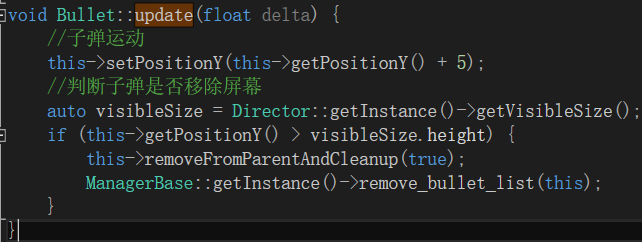 void Bullet::update(float delta) {
//子弹运动
this->setPositionY(this->getPositionY() + 5);
//判断子弹是否移除屏幕
auto visibleSize = Director::getInstance()->getVisibleSize();
if (this->getPositionY() > visibleSize.height) {
this->removeFromParentAndCleanup(true);
ManagerBase::getInstance()->remove_bullet_list(this);
}
}